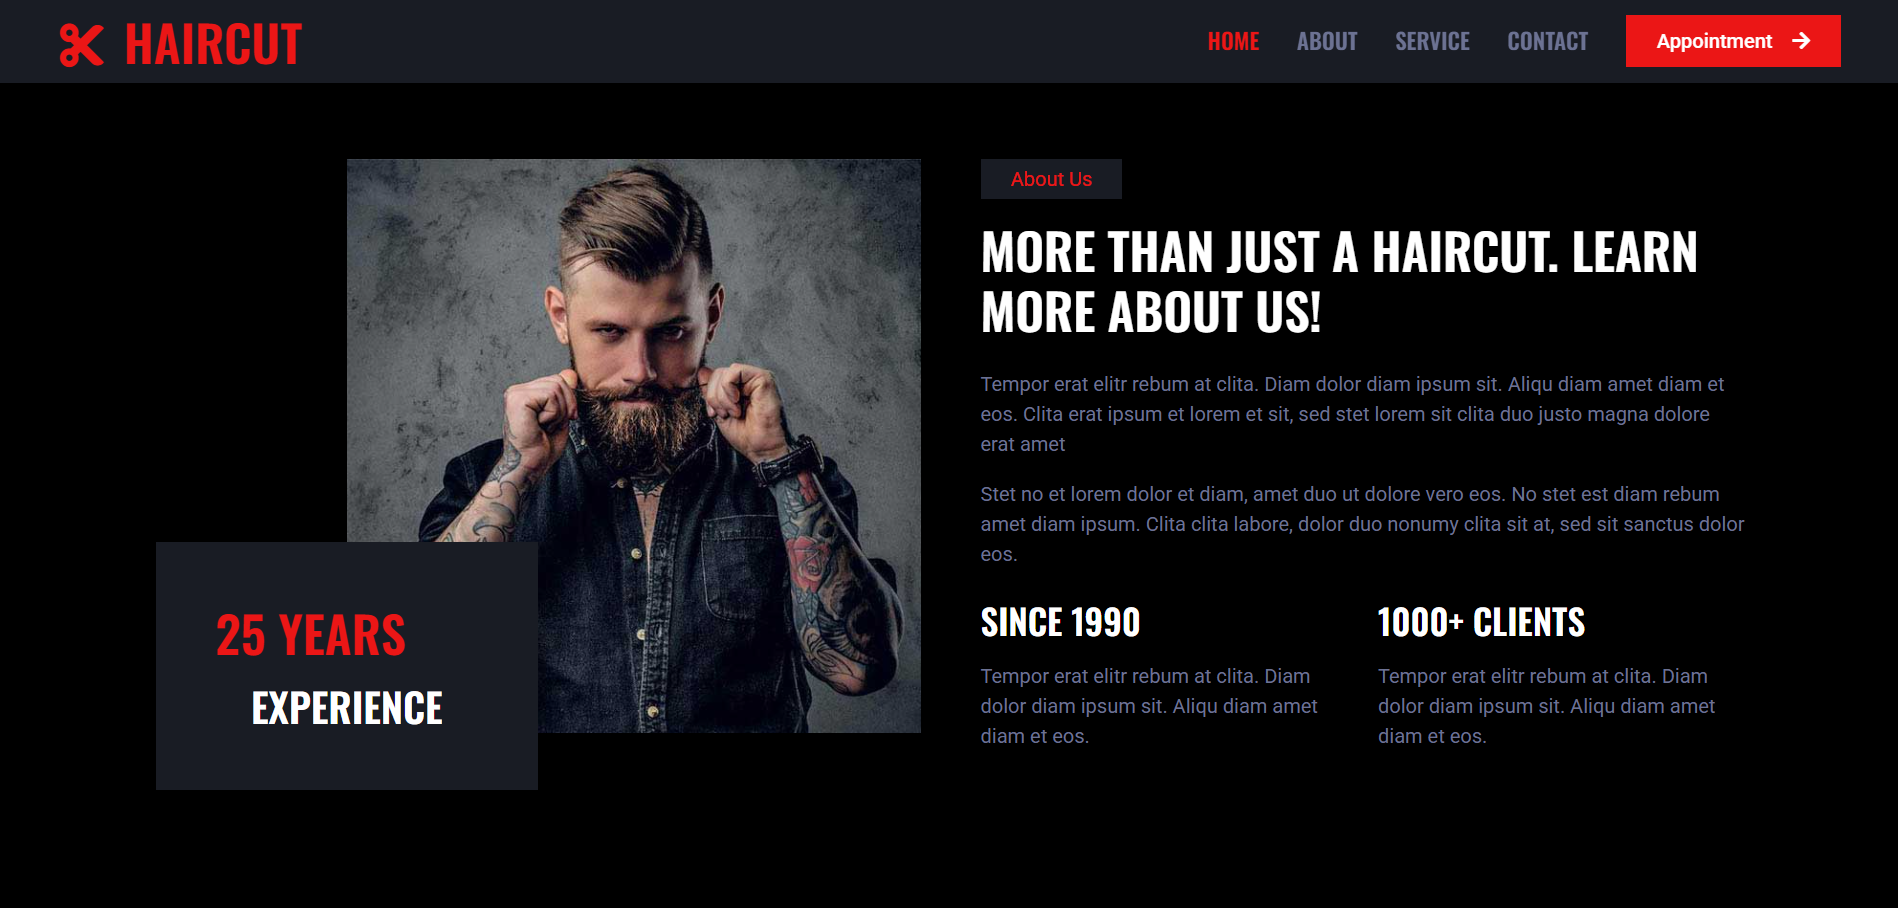 HAIRCUT
HOME ABOUT SERVICE CONTACT Appointment
About Us
MORE THAN JUST A HAIRCUT. LEARN
MORE ABOUT US!
Tempor erat elitr rebum at clita. Diam dolor diam ipsum sit. Aliqu diam amet diam et
eos. Clita erat ipsum et lorem et sit, sed stet lorem sit clita duo justo magna dolore
erat amet
Stet no et lorem dolor et diam, amet duo ut dolore vero eos. No stet est diam rebum
amet diam ipsum. Clita clita labore, dolor duo nonumy clita sit at, sed sit sanctus dolor
eos.
25 YEARS
EXPERIENCE
SINCE 1990
Tempor erat elitr rebum at clita. Diam
dolor diam ipsum sit. Aliqu diam amet
diam et eos.
1000+ CLIENTS
Tempor erat elitr rebum at clita. Diam
dolor diam ipsum sit. Aliqu diam amet
diam et eos.